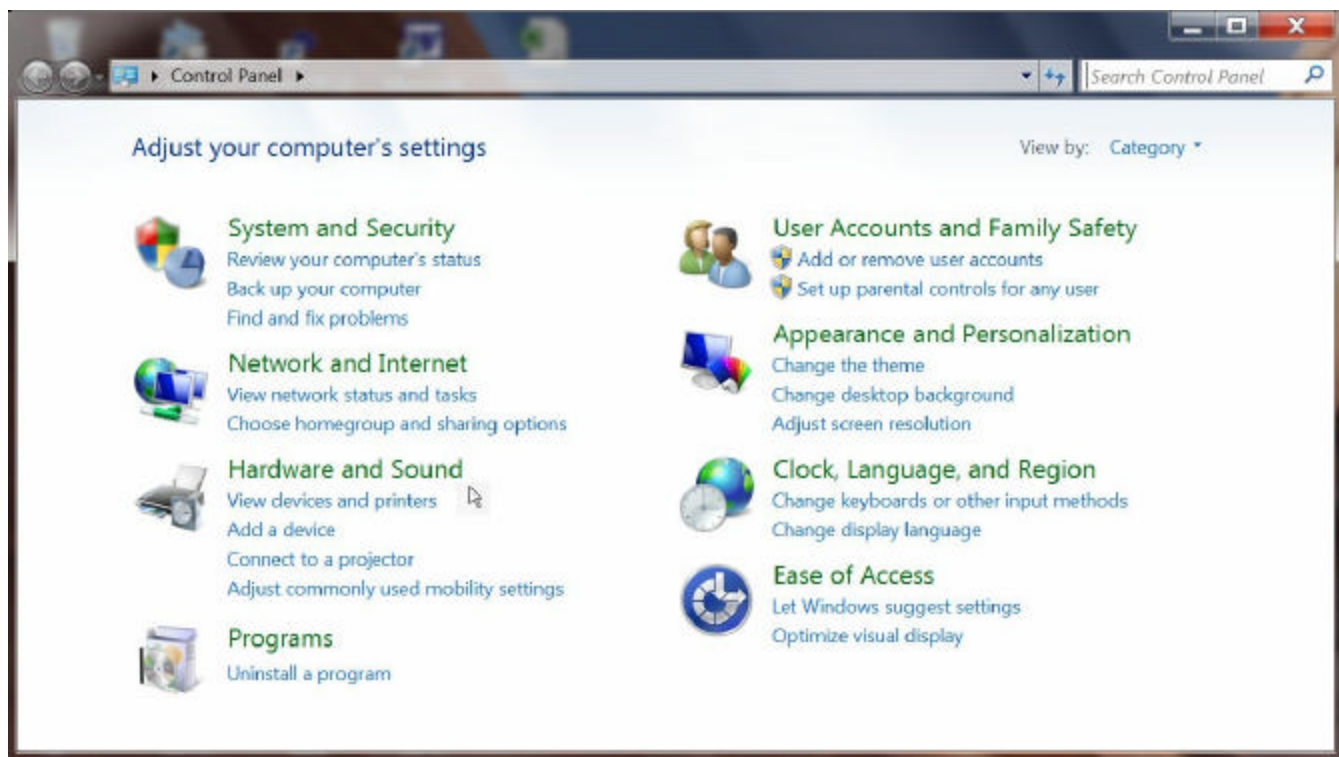 Control Panel
Search Control Panel
Adjust your computer's settings
View by: Category
System and Security
Review your computer's status
Back up your computer
Find and fix problems
Network and Internet
View network status and tasks
Choose homegroup and sharing options
Hardware and Sound
View devices and printers
Add a device
Connect to a projector
Adjust commonly used mobility settings
Programs
Uninstall a program
User Accounts and Family Safety
Add or remove user accounts
Set up parental controls for any user
Appearance and Personalization
Change the theme
Change desktop background
Adjust screen resolution
Clock, Language, and Region
Change keyboards or other input methods
Change display language
Ease of Access
Let Windows suggest settings
Optimize visual display